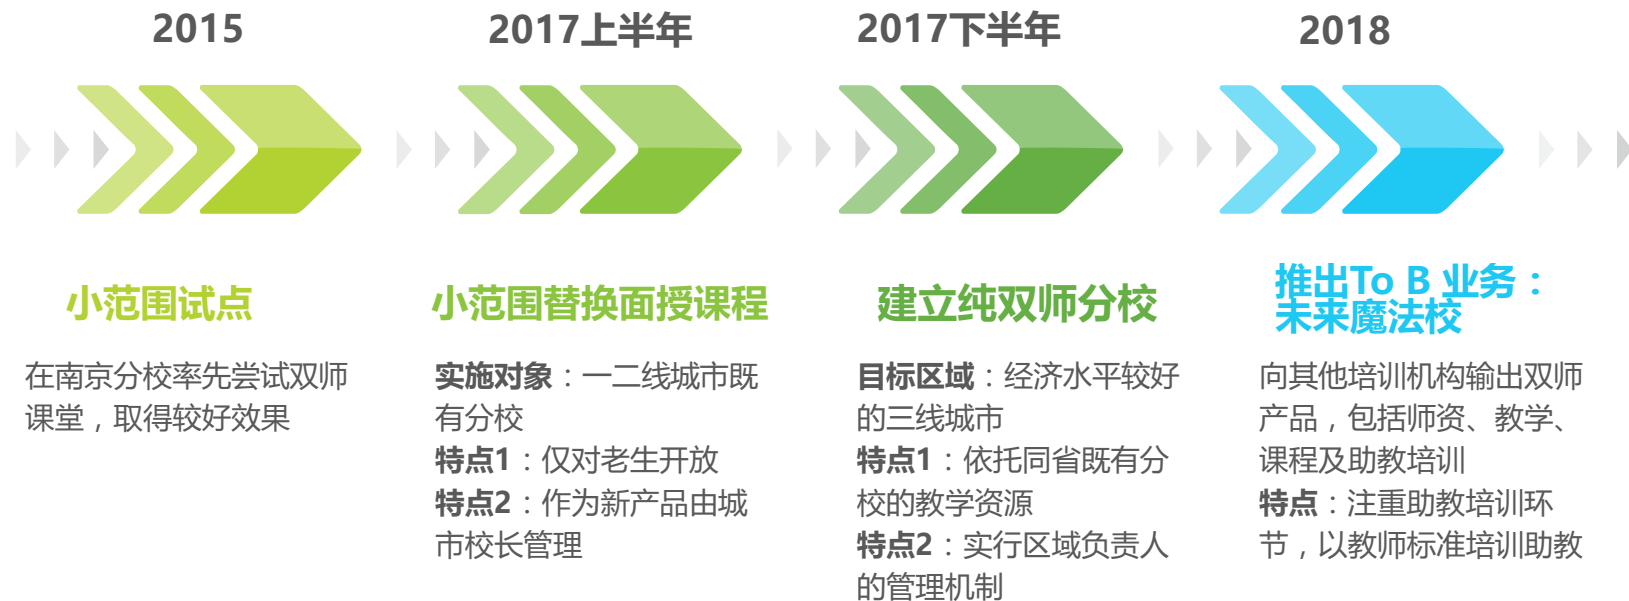 2015
小范围试点
在南京分校率先尝试双师
课堂，取得较好效果
2017上半年
小范围替换面授课程
实施对象：一二线城市既
有分校
特点1：仅对老生开放
特点2：作为新产品由城
市校长管理
2017下半年
建立纯双师分校
目标区域：经济水平较好
的三线城市
特点1：依托同省既有分
校的教学资源
特点2：实行区域负责人
的管理机制
2018
推出To B 业务：
未来魔法校
向其他培训机构输出双师
产品，包括师资、教学、
课程及助教培训
特点：注重助教培训环
节，以教师标准培训助教